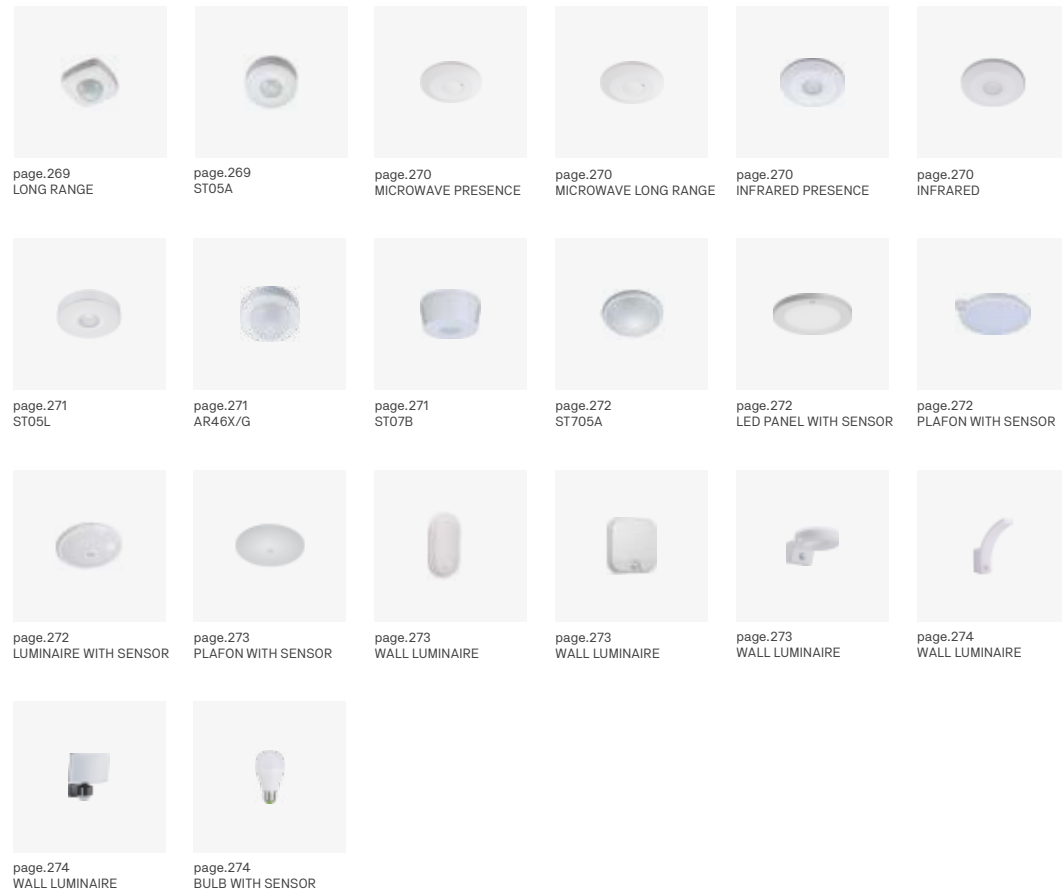 page.269
LONG RANGE
page.269
ST05A
page.270
MICROWAVE PRESENCE
page.270
MICROWAVE LONG RANGE
page.270
INFRARED PRESENCE
page.270
INFRARED
page.271
ST05L
page.271
AR46X/G
page.271
ST07B
page.272
ST705A
page.272
LED PANEL WITH SENSOR
page.272
PLAFON WITH SENSOR
page.272
LUMINAIRE WITH SENSOR
page.273
PLAFON WITH SENSOR
page.273
WALL LUMINAIRE
page.273
WALL LUMINAIRE
page.273
WALL LUMINAIRE
page.274
WALL LUMINAIRE
page.274
WALL LUMINAIRE
page.274
BULB WITH SENSOR